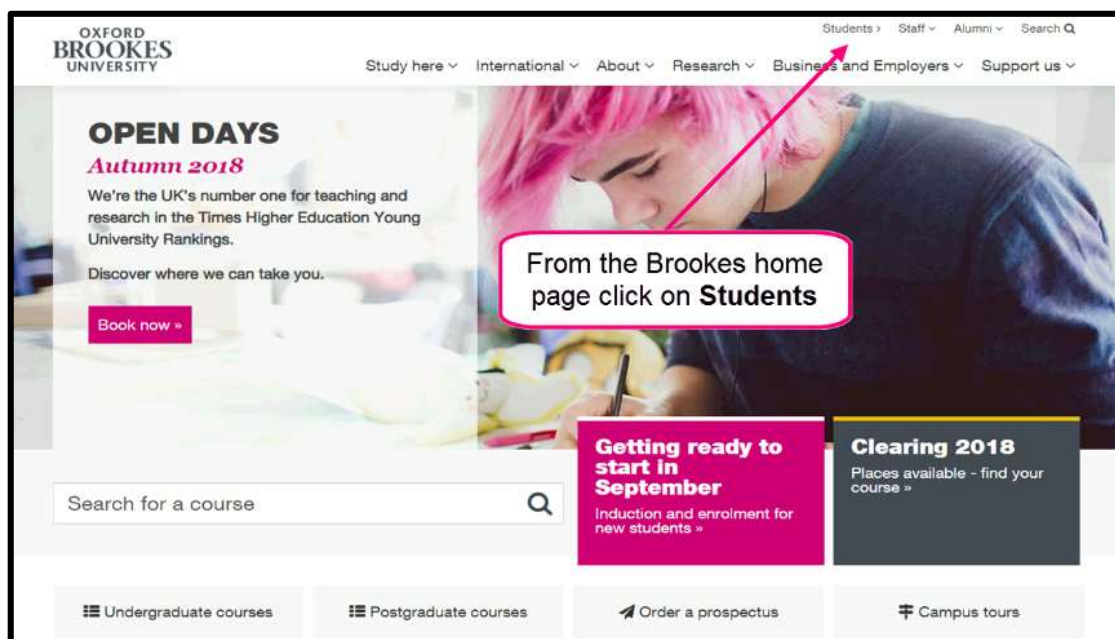 OXFORD
BROOKES
UNIVERSITY
Students › Staff Alumni Search
Study here International About Research Business and Employers Support us
OPEN DAYS
Autumn 2018
We're the UK's number one for teaching and
research in the Times Higher Education Young
University Rankings.
Discover where we can take you.
Book now »
From the Brookes home
page click on Students
Getting ready to
start in
September
Induction and enrolment for
new students »
Clearing 2018
Places available - find your
course »
Search for a course
Undergraduate courses
Postgraduate courses
Order a prospectus
Campus tours